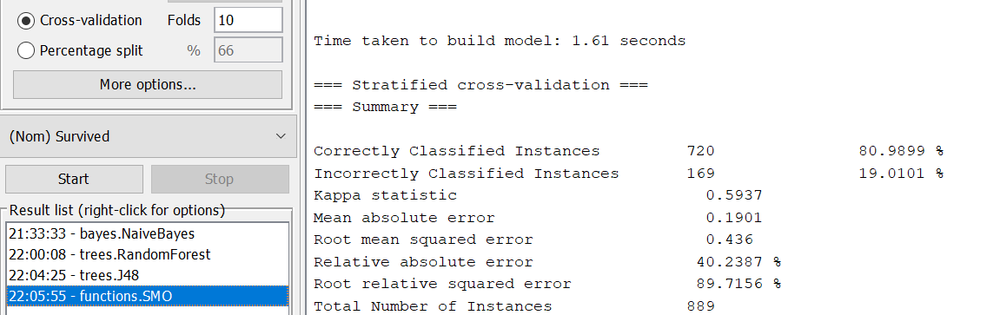 Cross-validation Folds 10
Percentage split % 66
More options...
(Nom) Survived
Start Stop
Result list (right-click for options)
21:33:33 - bayes.NaiveBayes
22:00:08 - trees.RandomForest
22:04:25 - trees.J48
22:05:55 - functions.SMO
Time taken to build model: 1.61 seconds
=== Stratified cross-validation ===
=== Summary ===
Correctly Classified Instances 720 80.9899 %
Incorrectly Classified Instances 169 19.0101 %
Kappa statistic 0.5937
Mean absolute error 0.1901
Root mean squared error 0.436
Relative absolute error 40.2387 %
Root relative squared error 89.7156 %
Total Number of Instances 889